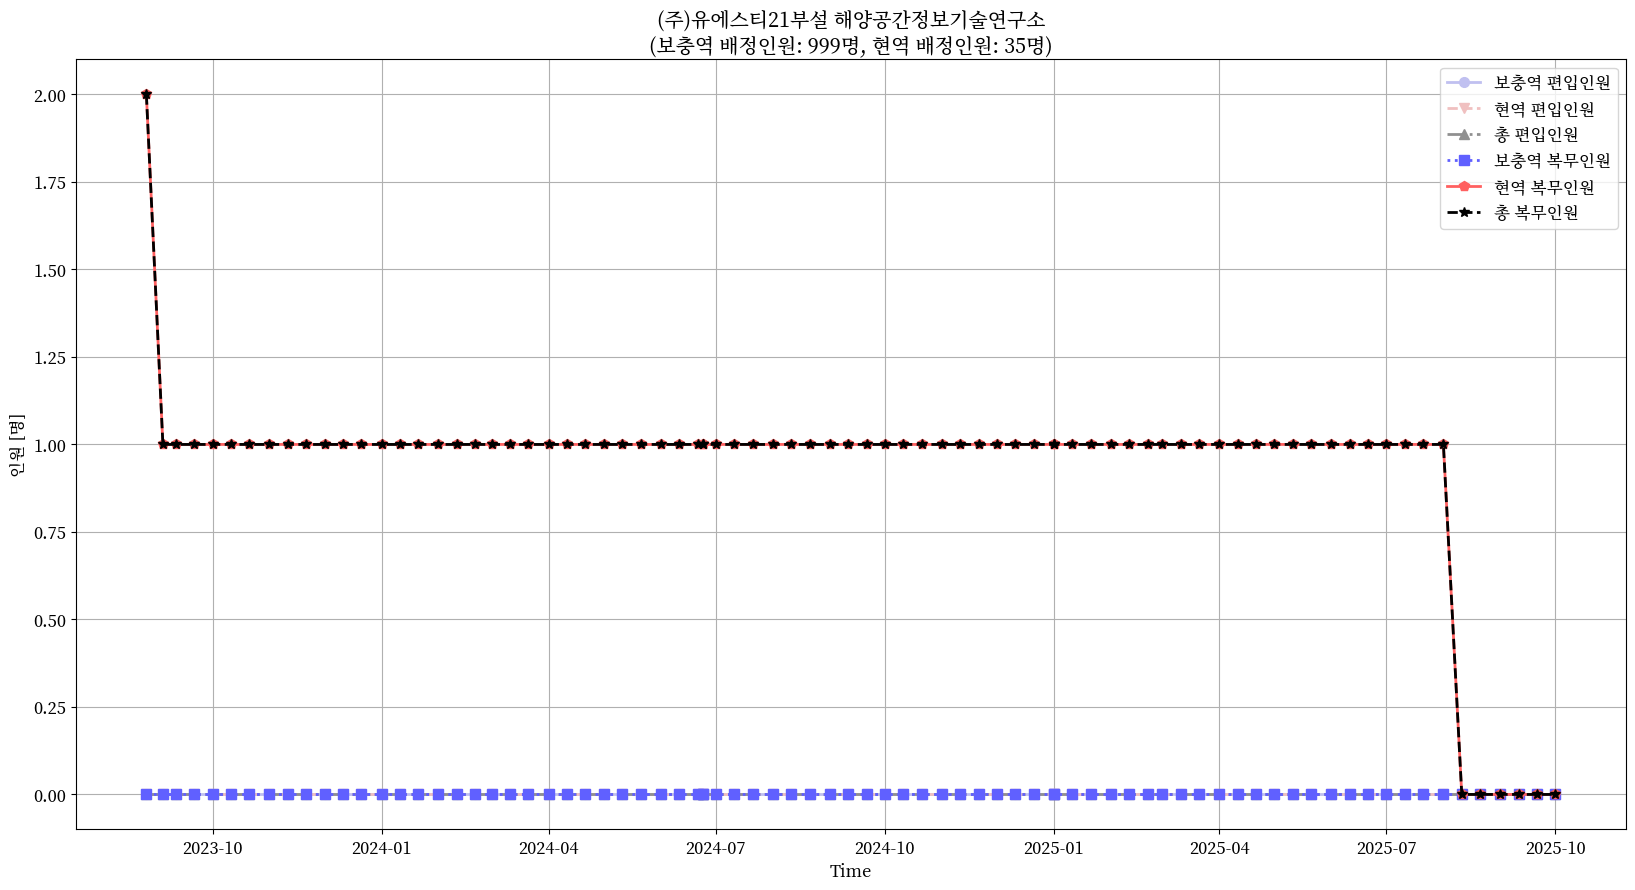 (주)유에스티21부설 해양공간정보기술연구소
(보충역 배정인원: 999명, 현역 배정인원: 35명)
보충역 편입인원
현역 편입인원
총 편입인원
보충역 복무인원
현역 복무인원
총 복무인원
인원 [명]
2.00
1.75
1.50
1.25
1.00
0.75
0.50
0.25
0.00
2023-10
2024-01
2024-04
2024-07
2024-10
2025-01
2025-04
2025-07
2025-10
Time